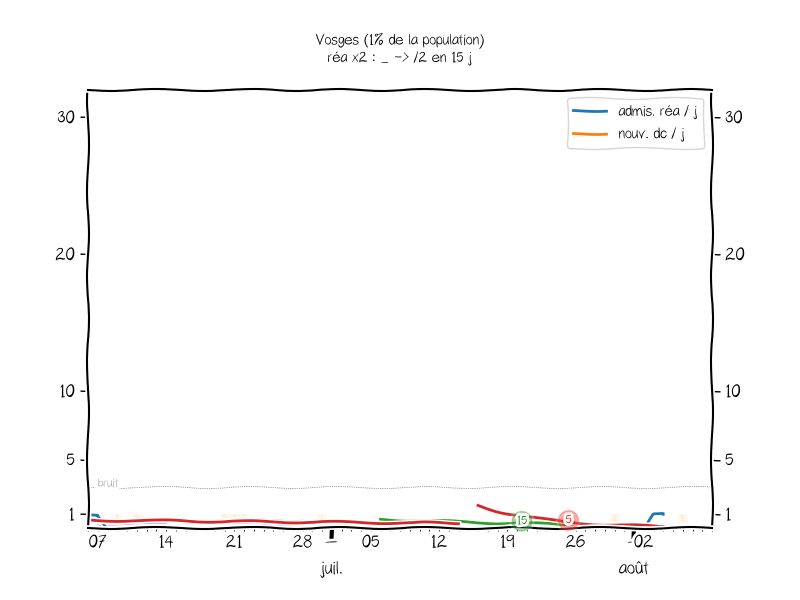 Vosges (1% de la population)
réa x2 : _ -> /2 en 15 j
admis. réa / j
nouv. dc / j
30
30
20
20
10
10
5
5
bruit
1
15
5
1
07 14 21 28 05 12 19 26 02
juil. août